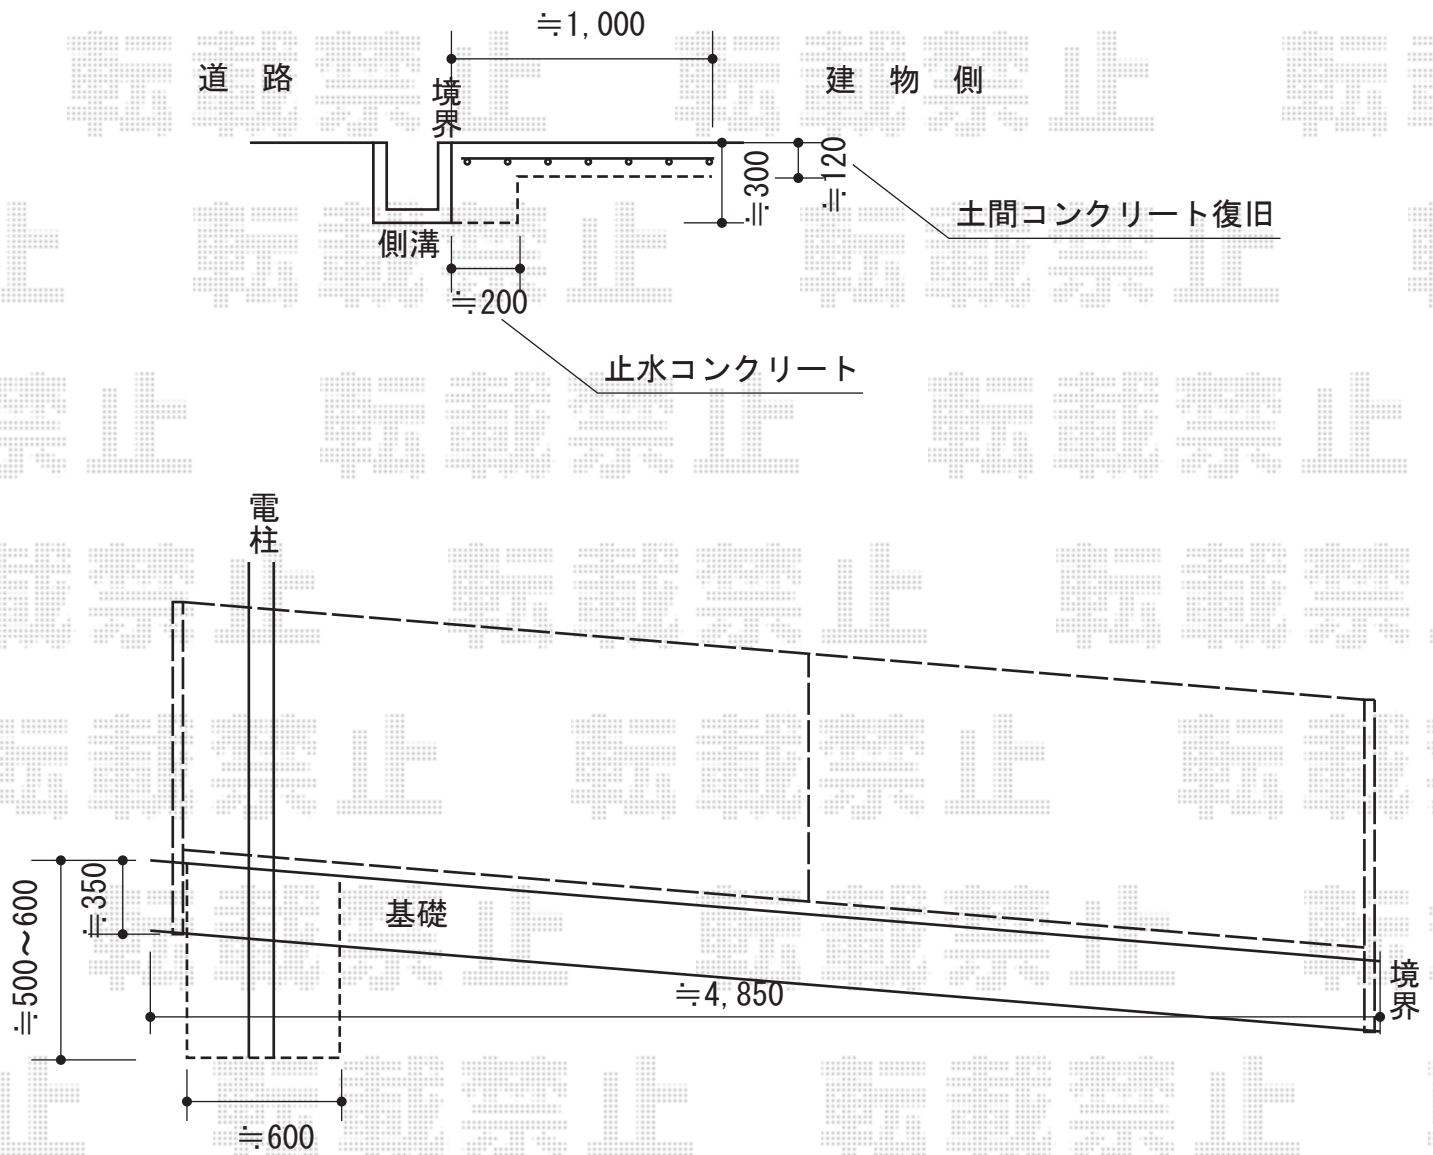 ≒1,000
道路
境界
建物側
≒300
≒120
土間コンクリート復旧
側溝
≒200
止水コンクリート
電柱
≒350
≒500～600
基礎
≒4,850
境界
≒600
転載禁止